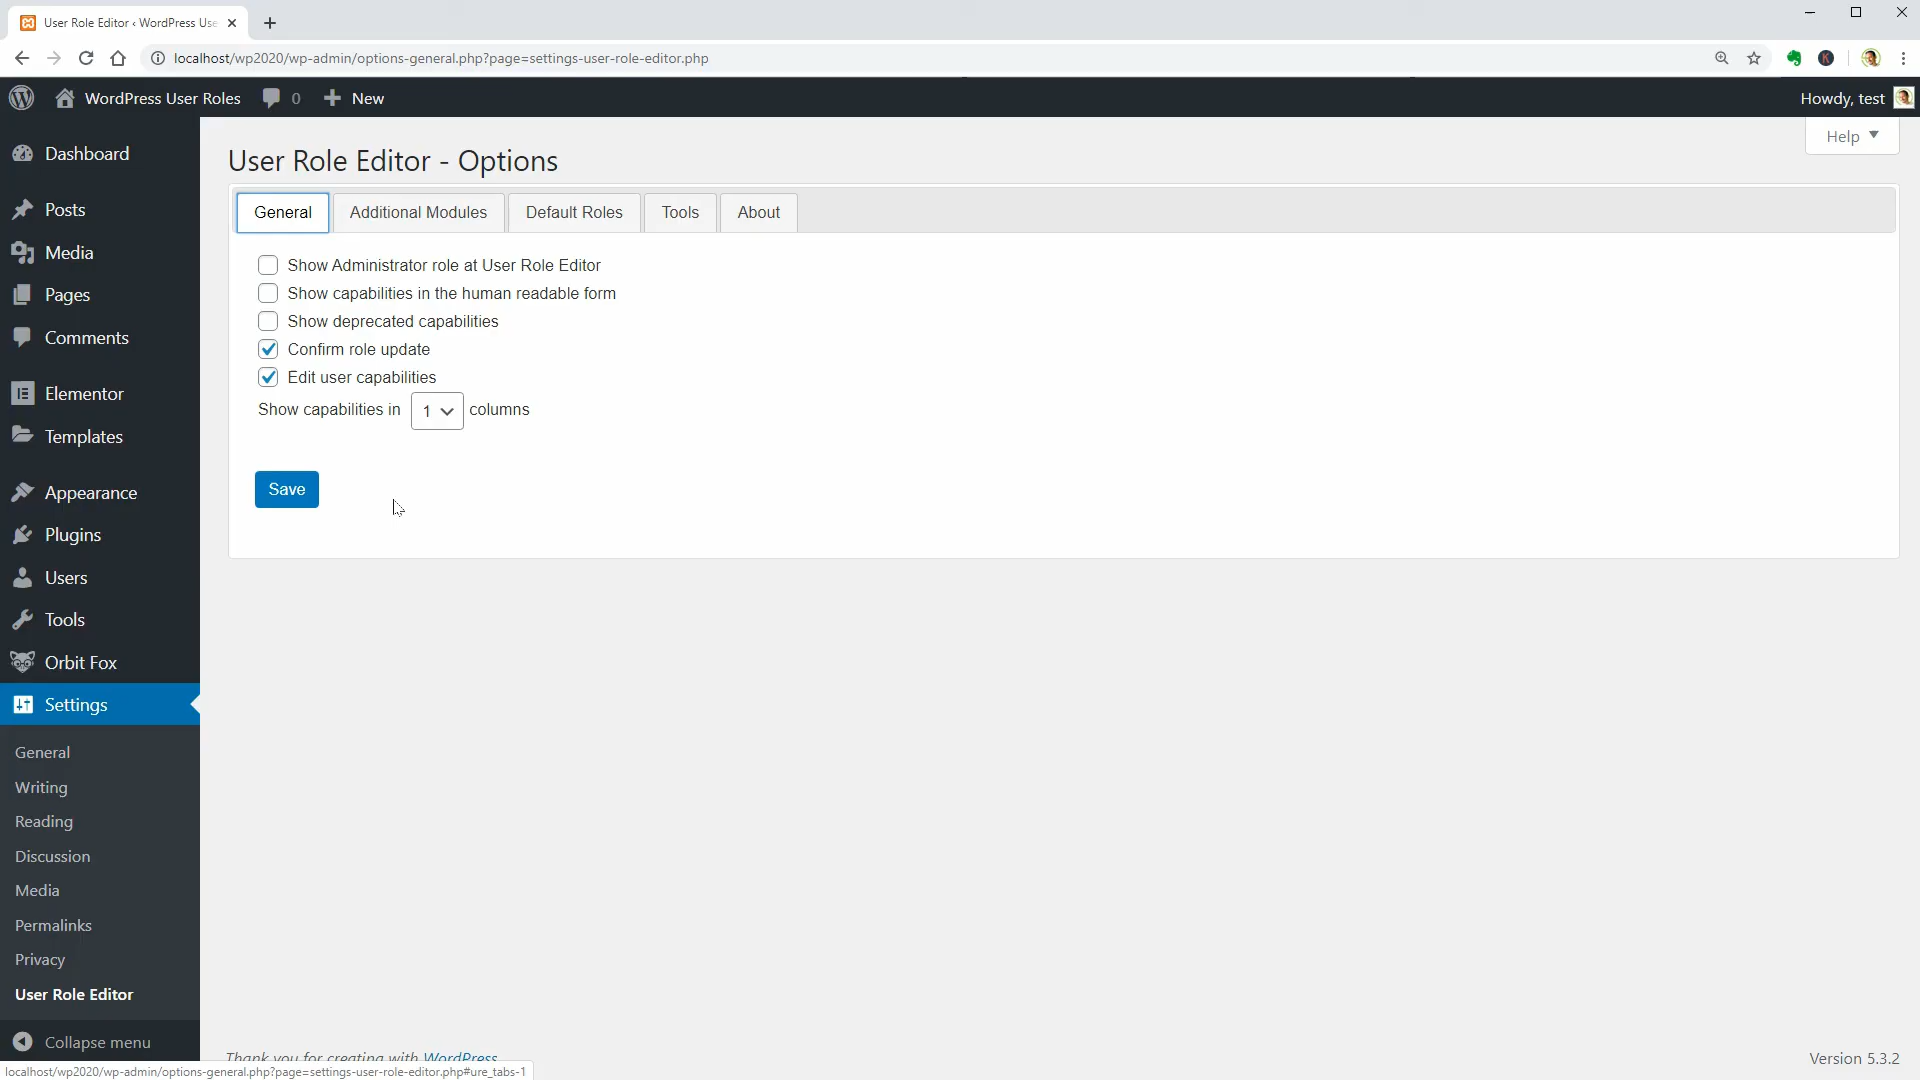 User Role Editor ‹ WordPress Use
localhost/wp2020/wp-admin/options-general.php?page=settings-user-role-editor.php
WordPress User Roles 0 New Howdy, test
Help
Dashboard
Posts
Media
Pages
Comments
Elementor
Templates
Appearance
Plugins
Users
Tools
Orbit Fox
Settings
General
Writing
Reading
Discussion
Media
Permalinks
Privacy
User Role Editor
Collapse menu
User Role Editor - Options
General Additional Modules Default Roles Tools About
Show Administrator role at User Role Editor
Show capabilities in the human readable form
Show deprecated capabilities
Confirm role update
Edit user capabilities
Show capabilities in 1 columns
Save
Thank you for creating with WordPress
Version 5.3.2
localhost/wp2020/wp-admin/options-general.php?page=settings-user-role-editor.php#ure_tabs-1